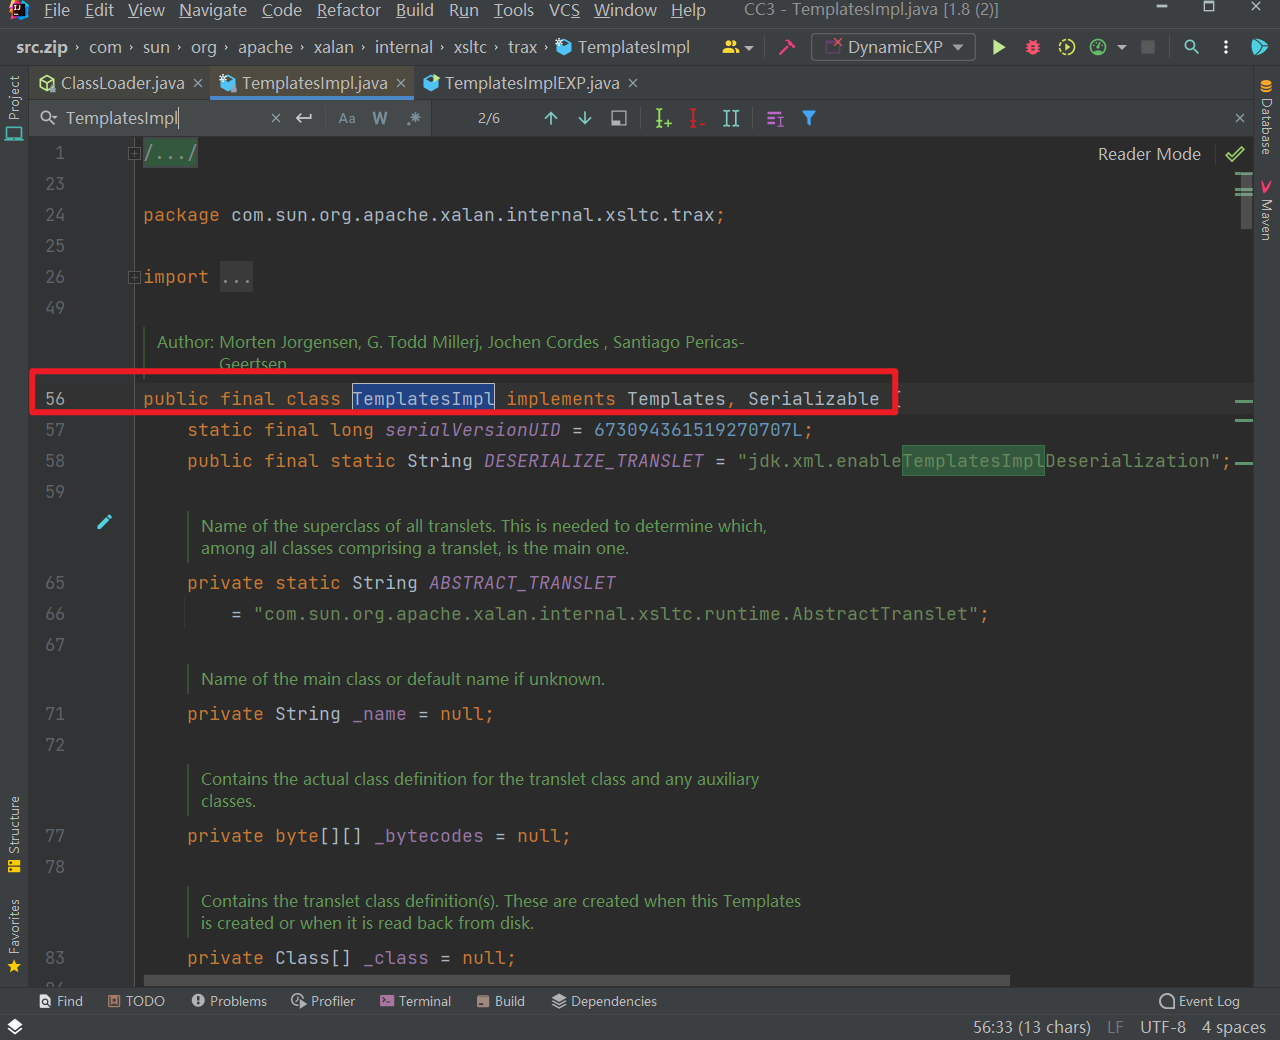 File Edit View Navigate Code Refactor Build Run Tools VCS Window Help CC3 - TemplatesImpl.java [1.8 (2)]
src.zip com sun org apache xalan internal xsltc trax TemplatesImpl DynamicEXP
ClassLoader.java TemplatesImpl.java TemplatesImplEXP.java
TemplatesImpl Aa W .* 2/6
Project
Database
Maven
Structure
Favorites
Reader Mode
1 /.../
23
24 package com.sun.org.apache.xalan.internal.xsltc.trax;
25
26 import ...
49
Author: Morten Jorgensen, G. Todd Millerj, Jochen Cordes , Santiago Pericas-
Geertsen
56 public final class TemplatesImpl implements Templates, Serializable {
57 static final long serialVersionUID = 673094361519270707L;
58 public final static String DESERIALIZE_TRANSLET = "jdk.xml.enableTemplatesImplDeserialization";
59
Name of the superclass of all translets. This is needed to determine which,
among all classes comprising a translet, is the main one.
65 private static String ABSTRACT_TRANSLET
66 = "com.sun.org.apache.xalan.internal.xsltc.runtime.AbstractTranslet";
67
Name of the main class or default name if unknown.
71 private String _name = null;
72
Contains the actual class definition for the translet class and any auxiliary
classes.
77 private byte[][] _bytecodes = null;
78
Contains the translet class definition(s). These are created when this Templates
is created or when it is read back from disk.
83 private Class[] _class = null;
Find TODO Problems Profiler Terminal Build Dependencies Event Log
56:33 (13 chars) LF UTF-8 4 spaces